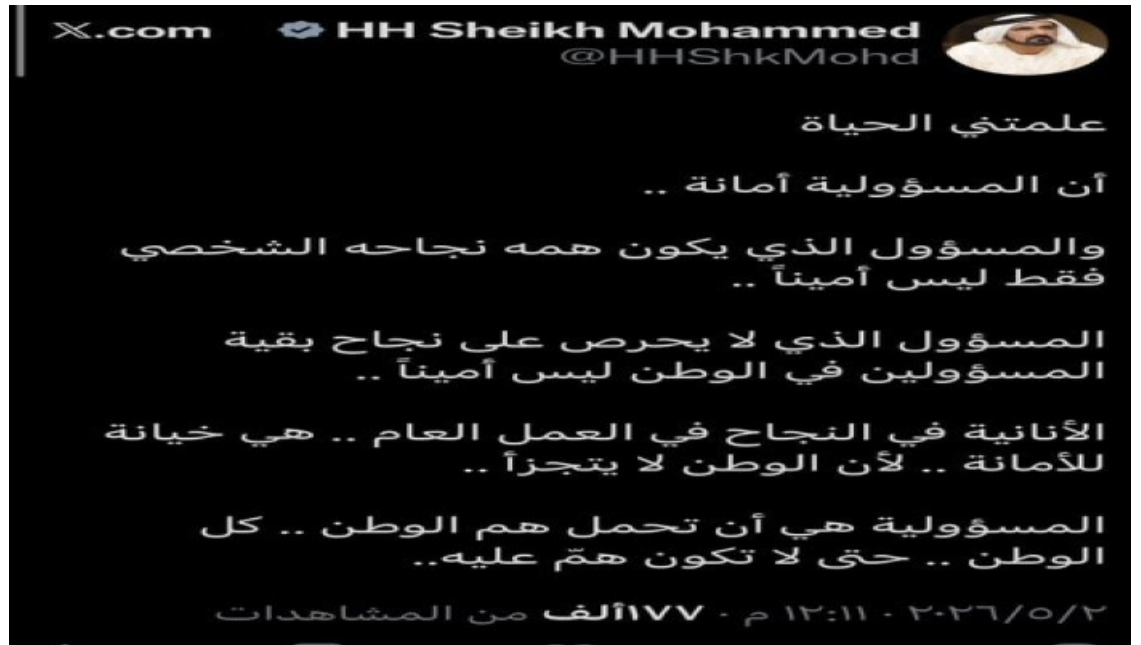 HH Sheikh Mohammed X.com
@HHShkMohd
علمتني الحياة
أن المسؤولية أمانة ..
والمسؤول الذي يكون همه نجاحه الشخصي
فقط ليس أميناً ..
المسؤول الذي لا يحرص على نجاح بقية
المسؤولين في الوطن ليس أميناً ..
الأنانية في النجاح في العمل العام .. هي خيانة
للأمانة .. لأن الوطن لا يتجزأ ..
المسؤولية هي أن تحمل هم الوطن .. كل
الوطن .. حتى لا تكون همّ عليه..
٢٠٢٦/٥/٢ · ١٢:١١ م · ١٧٧ألف من المشاهدات